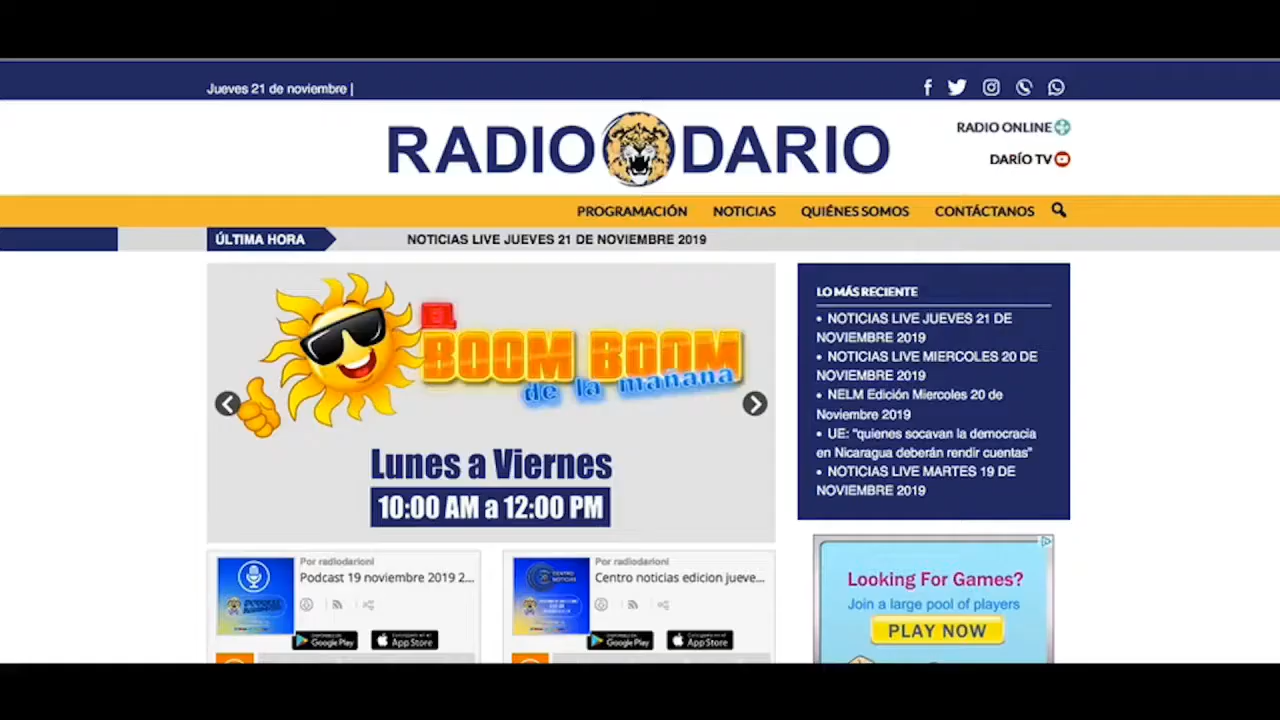 Jueves 21 de noviembre |
RADIO DARIO
RADIO ONLINE
DARÍO TV
PROGRAMACIÓN NOTICIAS QUIÉNES SOMOS CONTÁCTANOS
ÚLTIMA HORA NOTICIAS LIVE JUEVES 21 DE NOVIEMBRE 2019
EL
BOOM BOOM
de la mañana
Lunes a Viernes
10:00 AM a 12:00 PM
LO MÁS RECIENTE
• NOTICIAS LIVE JUEVES 21 DE
NOVIEMBRE 2019
• NOTICIAS LIVE MIERCOLES 20 DE
NOVIEMBRE 2019
• NELM Edición Miercoles 20 de
Noviembre 2019
• UE: “quienes socavan la democracia
en Nicaragua deberán rendir cuentas”
• NOTICIAS LIVE MARTES 19 DE
NOVIEMBRE 2019
Por radiodarioni
Podcast 19 noviembre 2019 2...
Google Play
App Store
Por radiodarioni
Centro noticias edicion jueve...
CENTRO
NOTICIAS
Google Play
App Store
Looking For Games?
Join a large pool of players
PLAY NOW